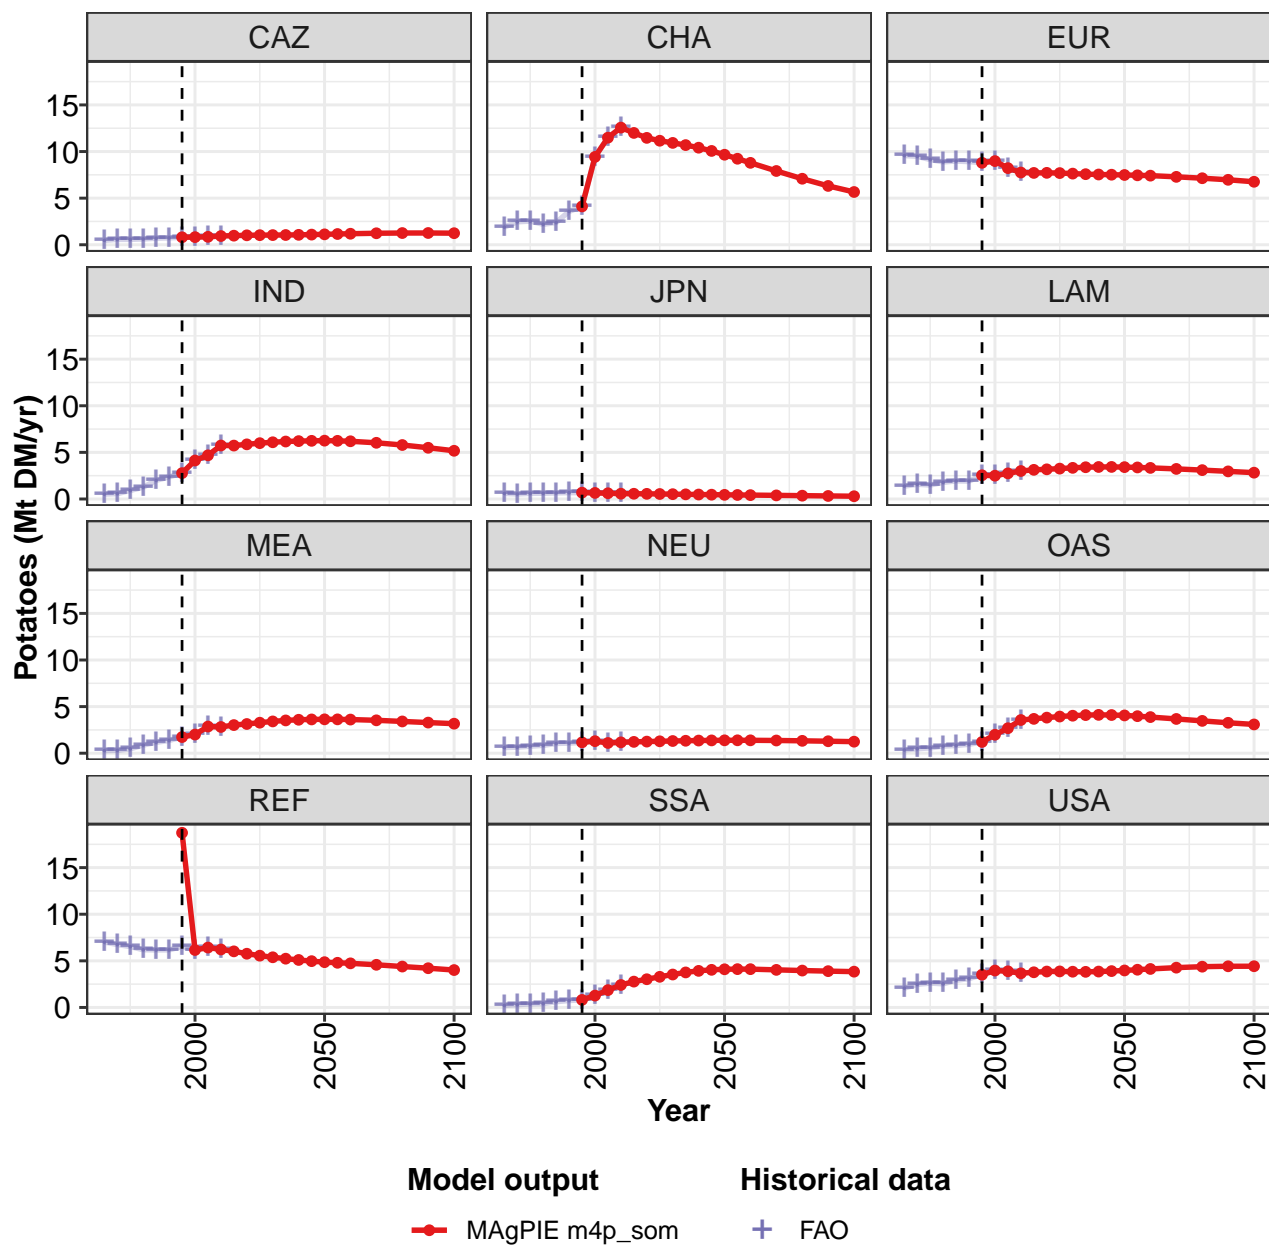 CAZ CHA EUR
15
10
5
0
IND JPN LAM
15
10
5
0
Potatoes (Mt DM/yr)
MEA NEU OAS
15
10
5
0
REF SSA USA
15
10
5
0
2000 2050 2100 2000 2050 2100 2000 2050 2100
Year
Model output Historical data
MAgPIE m4p_som FAO